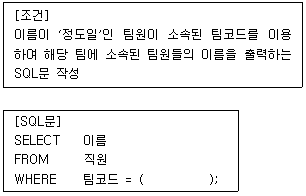 [조건]
이름이 '정도일'인 팀원이 소속된 팀코드를 이용
하여 해당 팀에 소속된 팀원들의 이름을 출력하는
SQL문 작성
[SQL문]
SELECT 이름
FROM 직원
WHERE 팀코드 = ( );